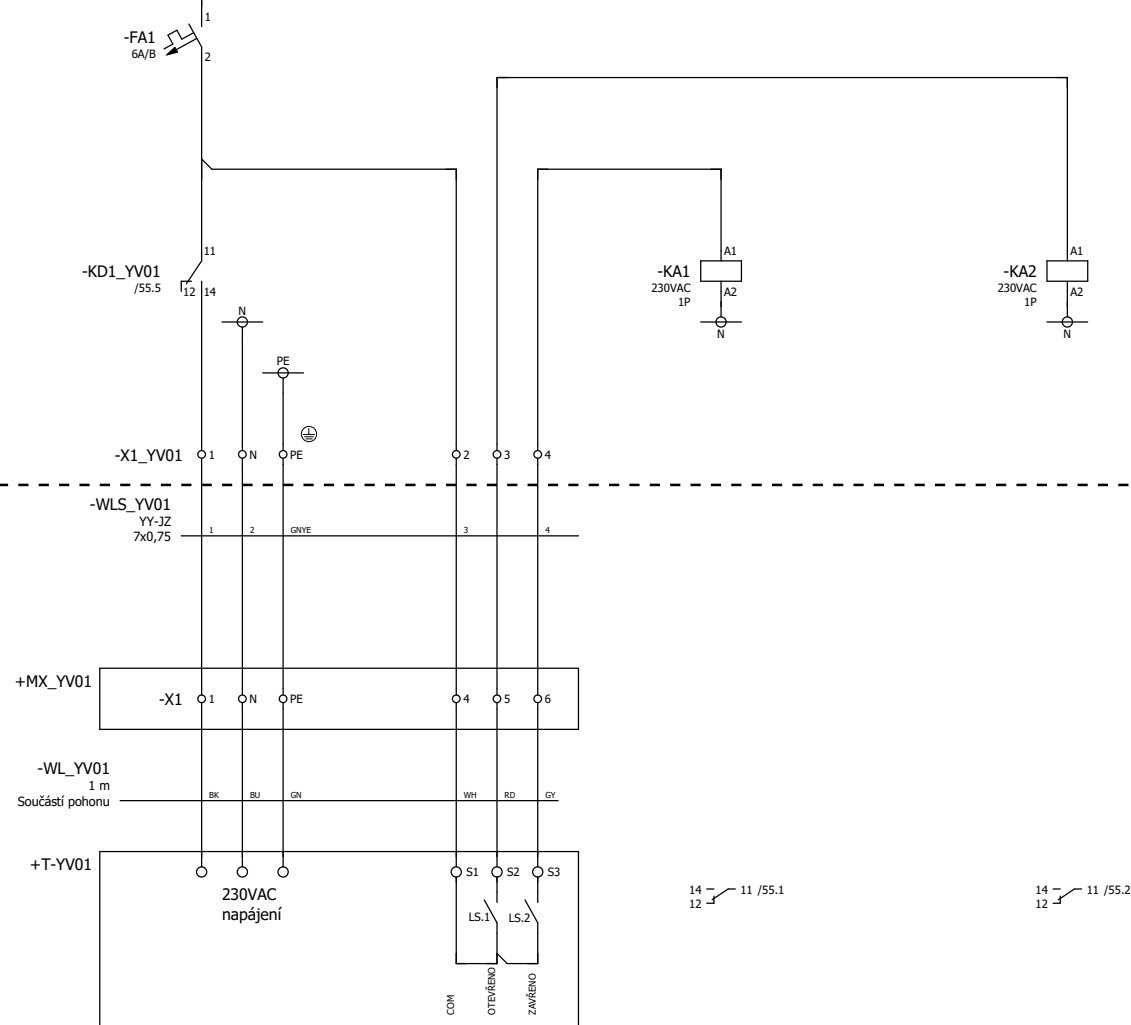 1
-FA1
6A/B
2
11
-KD1_YV01
/55.5
12 14
A1
-KA1
230VAC
1P
A2
N
A1
-KA2
230VAC
1P
A2
N
N
PE
-X1_YV01 1 N PE 2 3 4
-WLS_YV01
YY-JZ
7x0,75
1 2 GNYE 3 4
+MX_YV01
-X1 1 N PE 4 5 6
-WL_YV01
1 m
Součástí pohonu
BK BU GN WH RD GY
+T-YV01
S1 S2 S3
230VAC
napájení
LS.1 LS.2
COM
OTEVŘENO
ZAVŘENO
14 11 /55.1
12
14 11 /55.2
12